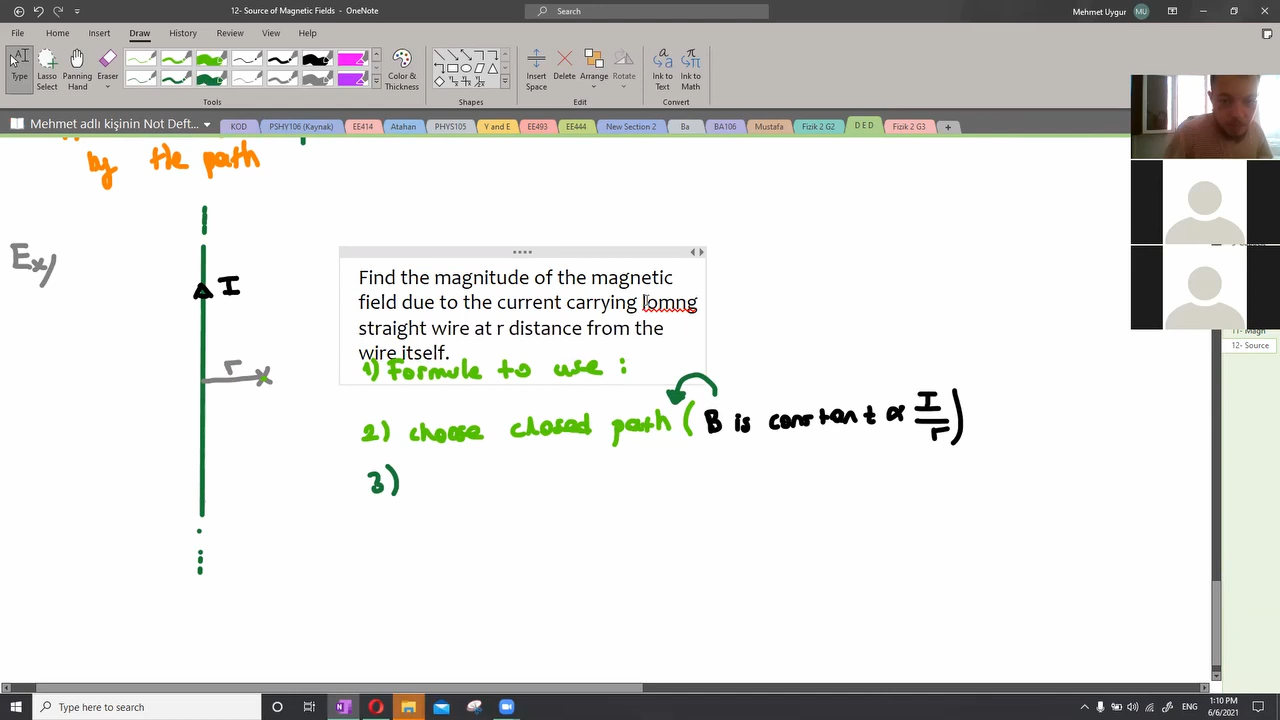 12- Source of Magnetic Fields - OneNote
Search
Mehmet Uygur
MU
File Home Insert Draw History Review View Help
Type
Lasso Select
Panning Hand
Eraser
Color & Thickness
Insert Space
Delete
Arrange
Rotate
Ink to Text
Ink to Math
Tools
Shapes
Edit
Convert
Mehmet adlı kişinin Not Deft...
KOD PSHY106 (Kaynak) EE414 Atahan PHYS105 Y and E EE493 EE444 New Section 2 Ba BA106 Mustafa Fizik 2 G2 D E D Fizik 2 G3 +
by the path
Ex)
I
r
Find the magnitude of the magnetic
field due to the current carrying lomng
straight wire at r distance from the
wire itself.
1) Formule to use :
2) choose closed path ( B is constent ∝ I/r )
3)
11- Magn
12- Source
Type here to search
ENG
1:10 PM
6/6/2021